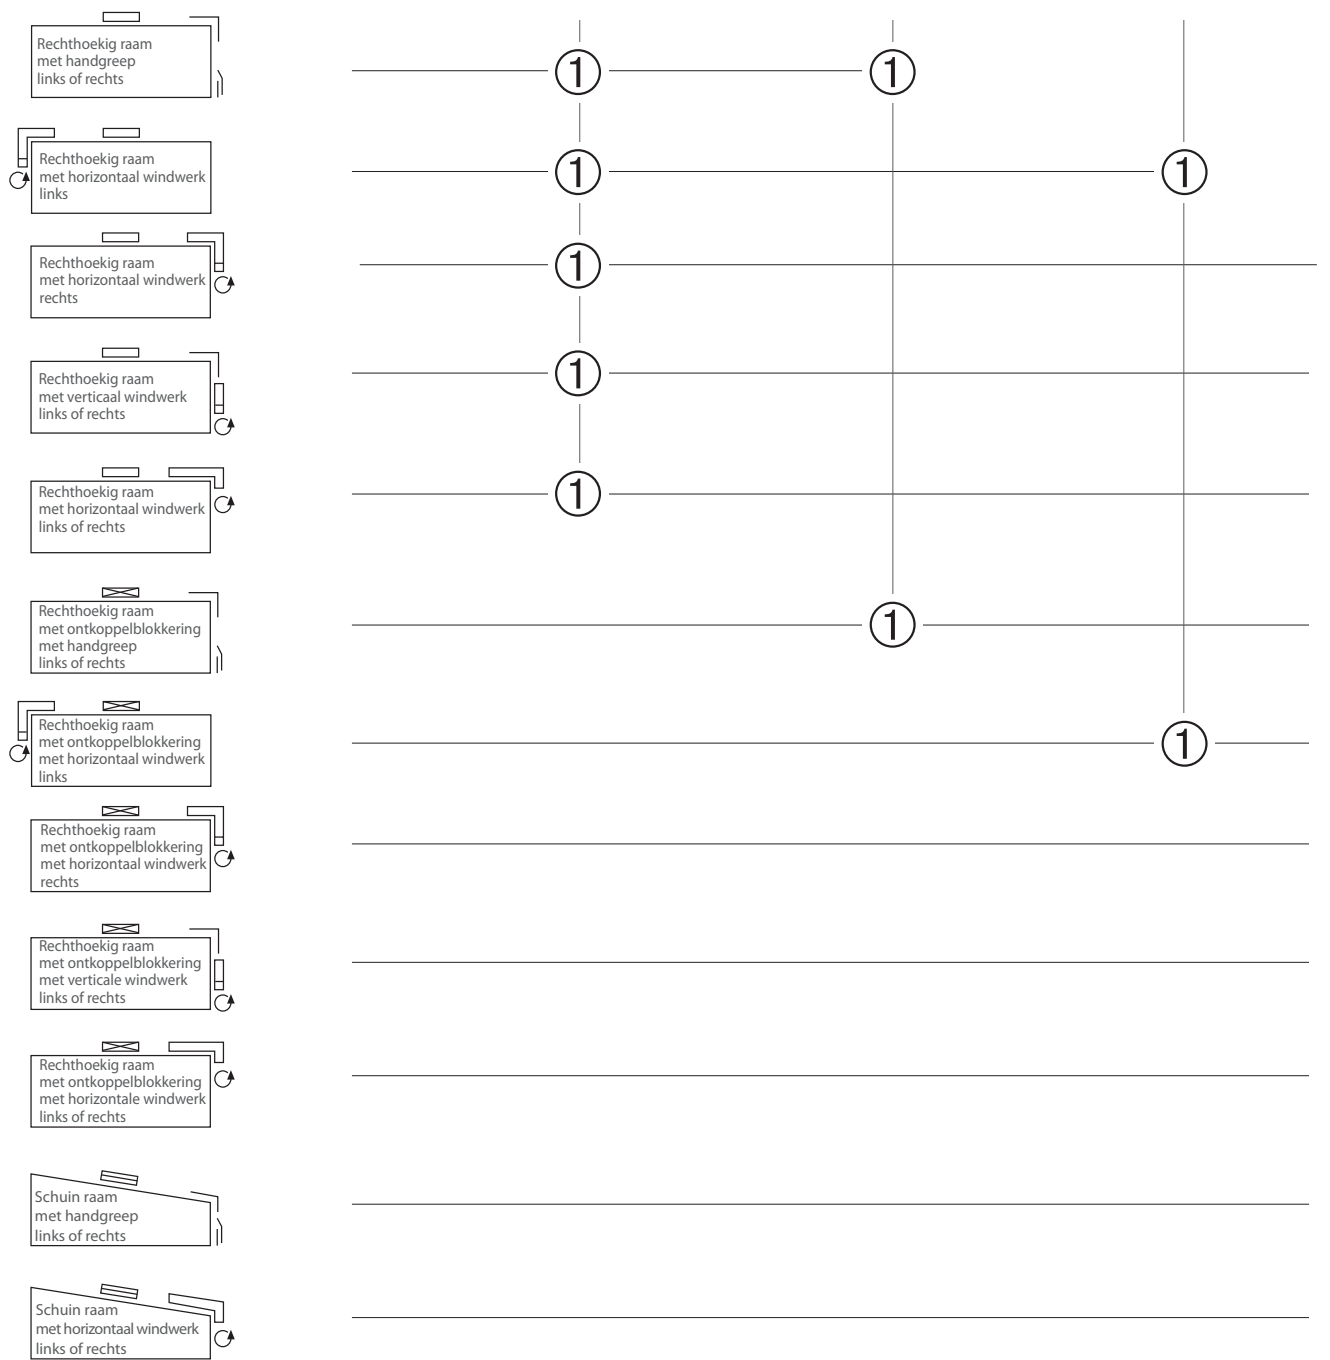 Rechthoekig raam
met handgreep
links of rechts
1 1
Rechthoekig raam
met horizontaal windwerk
links
1 1
Rechthoekig raam
met horizontaal windwerk
rechts
1
Rechthoekig raam
met verticaal windwerk
links of rechts
1
Rechthoekig raam
met horizontaal windwerk
links of rechts
1
Rechthoekig raam
met ontkoppelblokkering
met handgreep
links of rechts
1
Rechthoekig raam
met ontkoppelblokkering
met horizontaal windwerk
links
1
Rechthoekig raam
met ontkoppelblokkering
met horizontaal windwerk
rechts
Rechthoekig raam
met ontkoppelblokkering
met verticale windwerk
links of rechts
Rechthoekig raam
met ontkoppelblokkering
met horizontale windwerk
links of rechts
Schuin raam
met handgreep
links of rechts
Schuin raam
met horizontaal windwerk
links of rechts